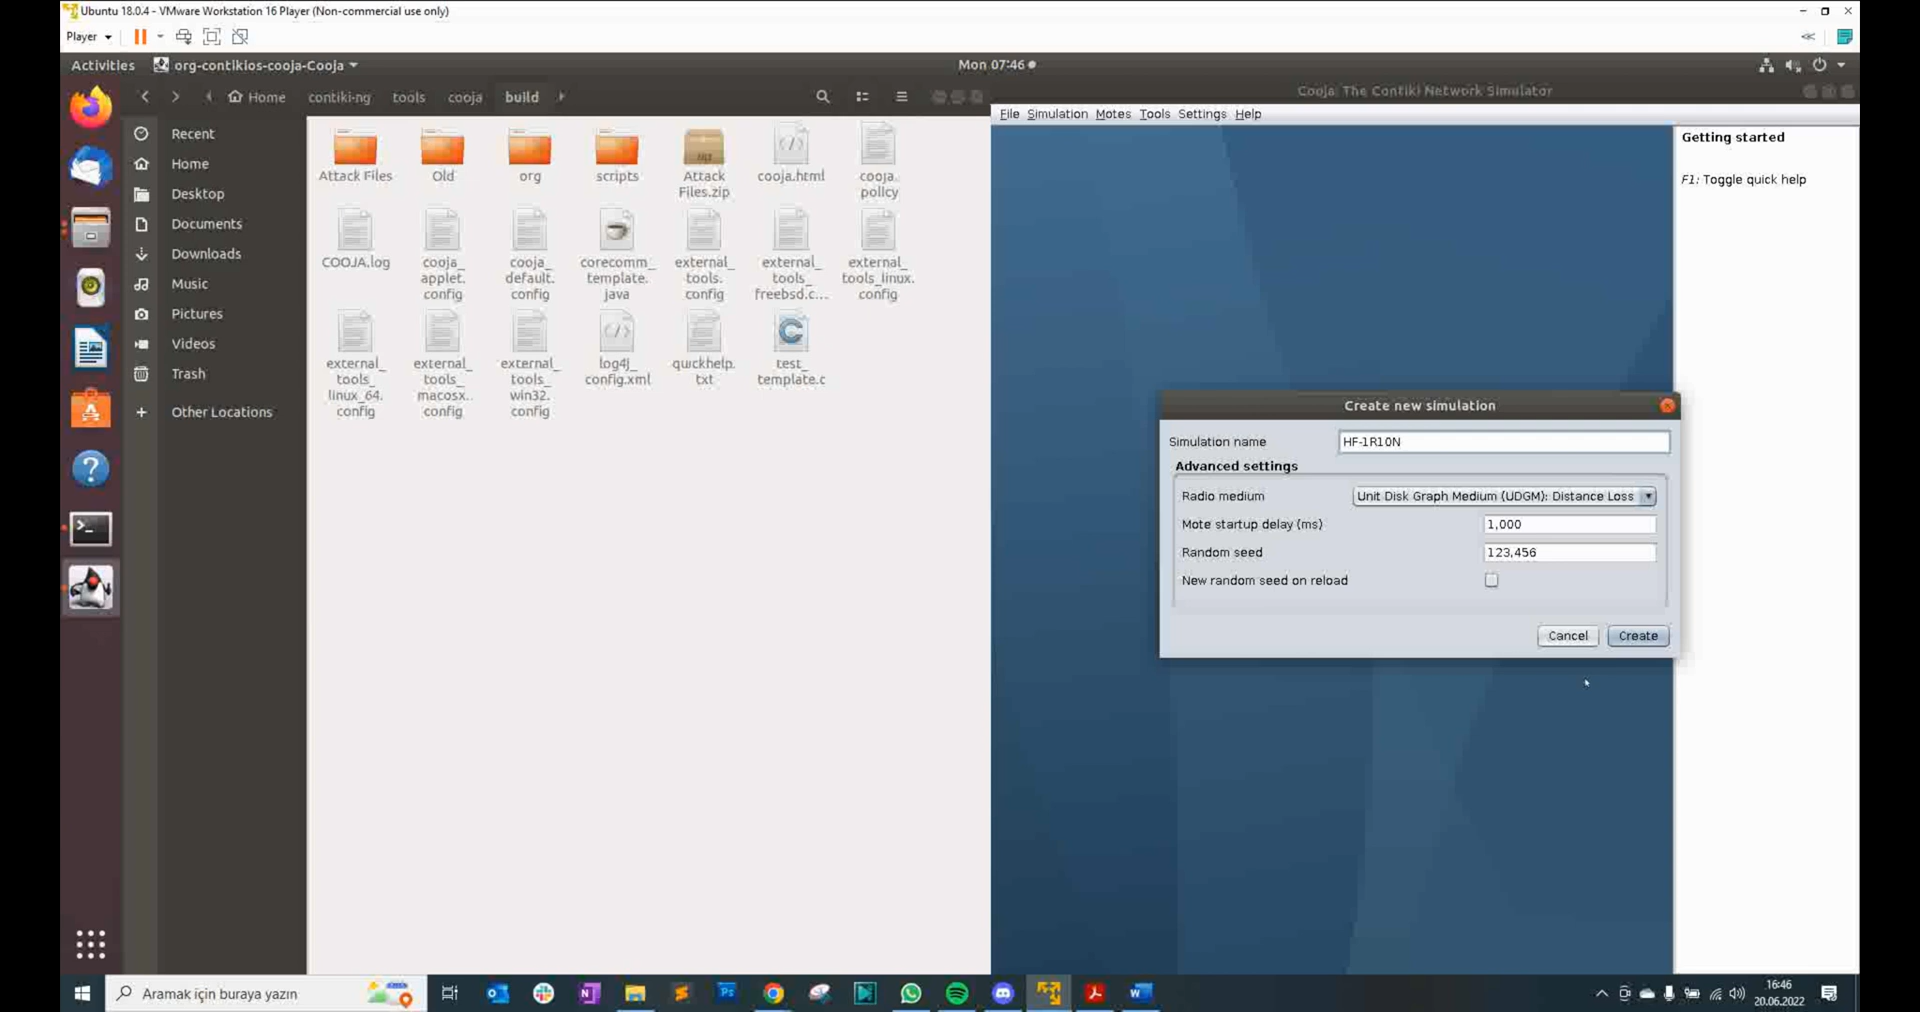 Ubuntu 18.0.4 - VMware Workstation 16 Player (Non-commercial use only)
Player
Activities
org-contikios-cooja-Cooja
Mon 07:46
Home
contiki-ng
tools
cooja
build
Cooja: The Contiki Network Simulator
File Simulation Motes Tools Settings Help
Recent
Home
Desktop
Documents
Downloads
Music
Pictures
Videos
Trash
Other Locations
Attack Files
Old
org
scripts
Attack
Files.zip
cooja.html
cooja.
policy
COOJA.log
cooja_
applet.
config
cooja_
default.
config
corecomm_
template.
java
external_
tools.
config
external_
tools_
freebsd.c...
external_
tools_linux.
config
external_
tools_
linux_64.
config
external_
tools_
macosx.
config
external_
tools_
win32.
config
log4j_
config.xml
quickhelp.
txt
test_
template.c
Getting started
F1: Toggle quick help
Create new simulation
Simulation name
HF-1R10N
Advanced settings
Radio medium
Unit Disk Graph Medium (UDGM): Distance Loss
Mote startup delay (ms)
1,000
Random seed
123,456
New random seed on reload
Cancel
Create
Aramak için buraya yazın
16:46
20.06.2022